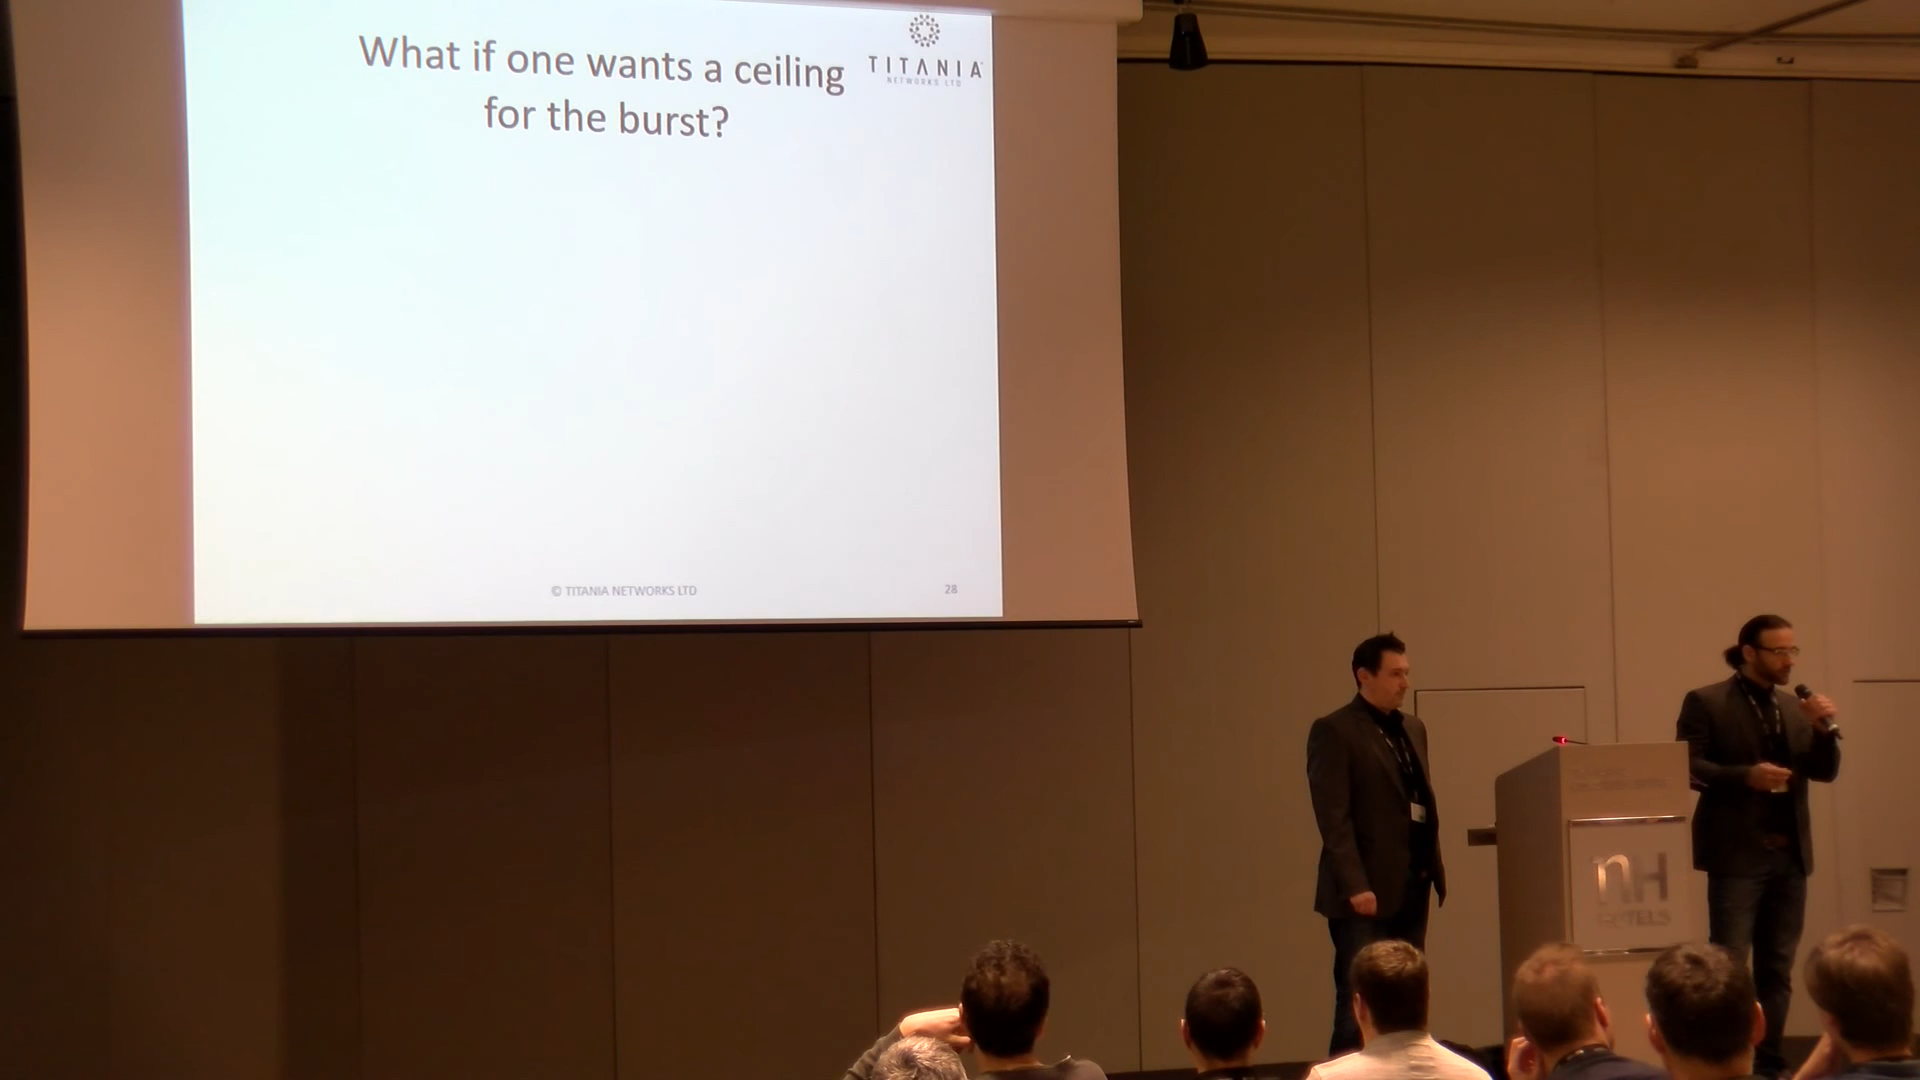 What if one wants a ceiling
for the burst?
TITANIA
NETWORKS LTD
© TITANIA NETWORKS LTD
28
nH
HOTELS